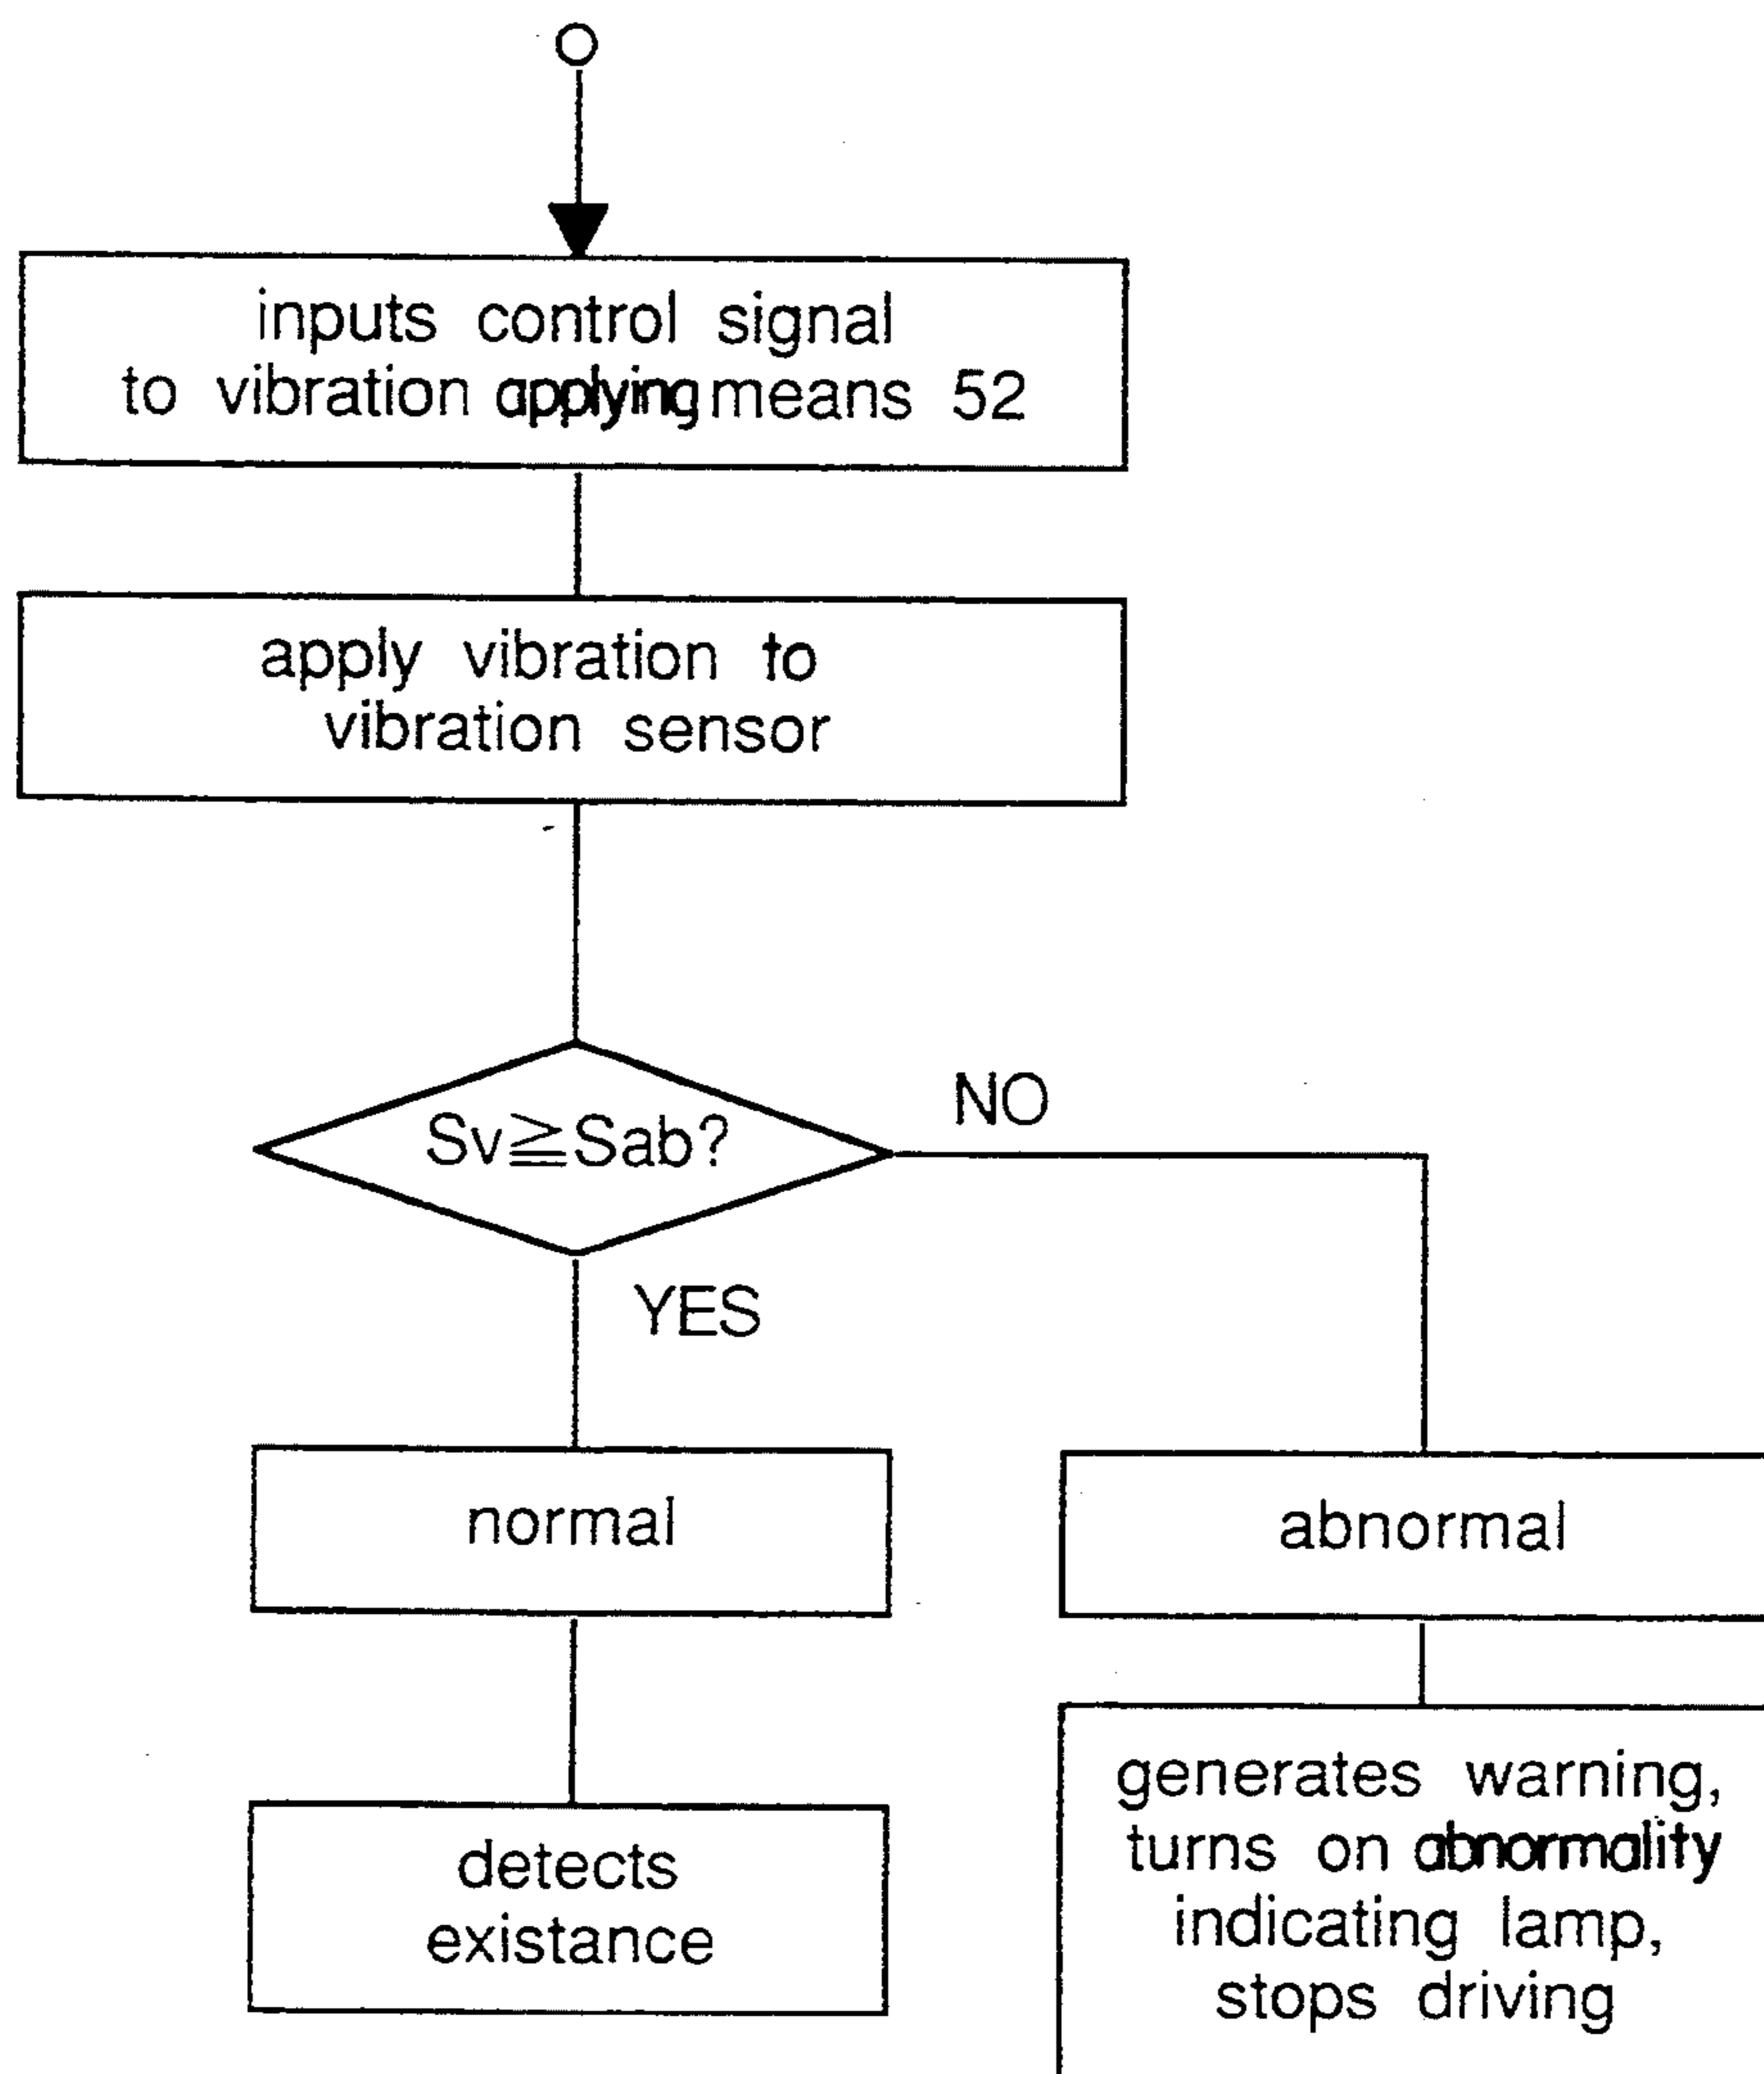 inputs control signal
to vibration applying means 52
apply vibration to
vibration sensor
Sv≧Sab?
NO
YES
normal
abnormal
detects
existance
generates warning,
turns on abnormality
indicating lamp,
stops driving